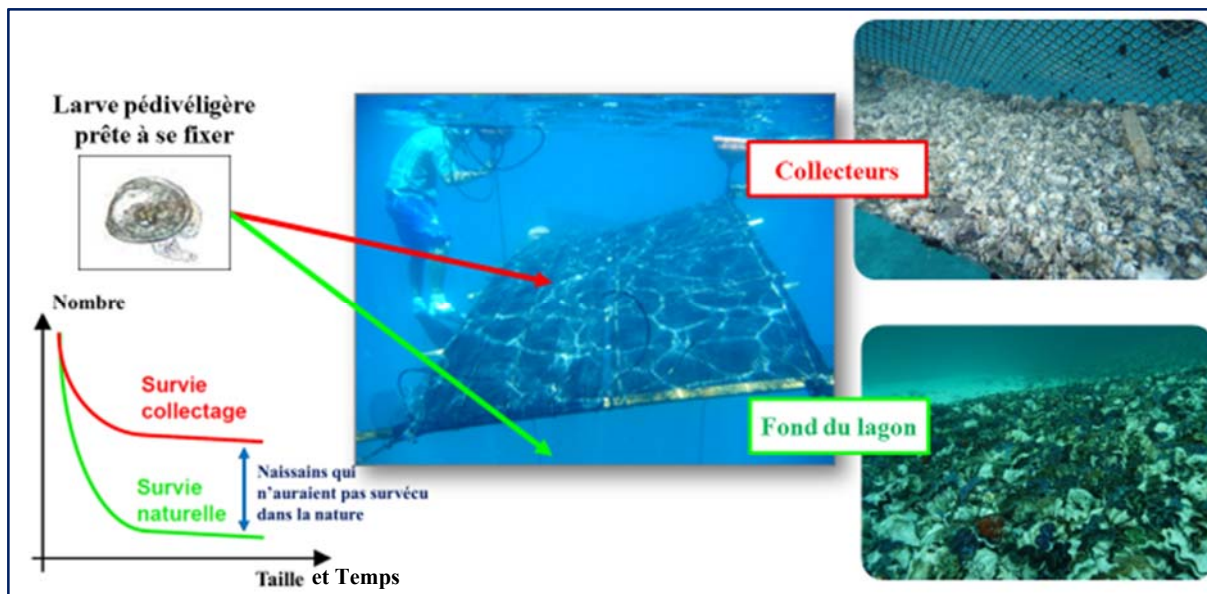 Larve pédivéligère
prête à se fixer
Collecteurs
Nombre
Survie
collectage
Fond du lagon
Naissains qui
n'auraient pas survécu
dans la nature
Survie
naturelle
Taille et Temps